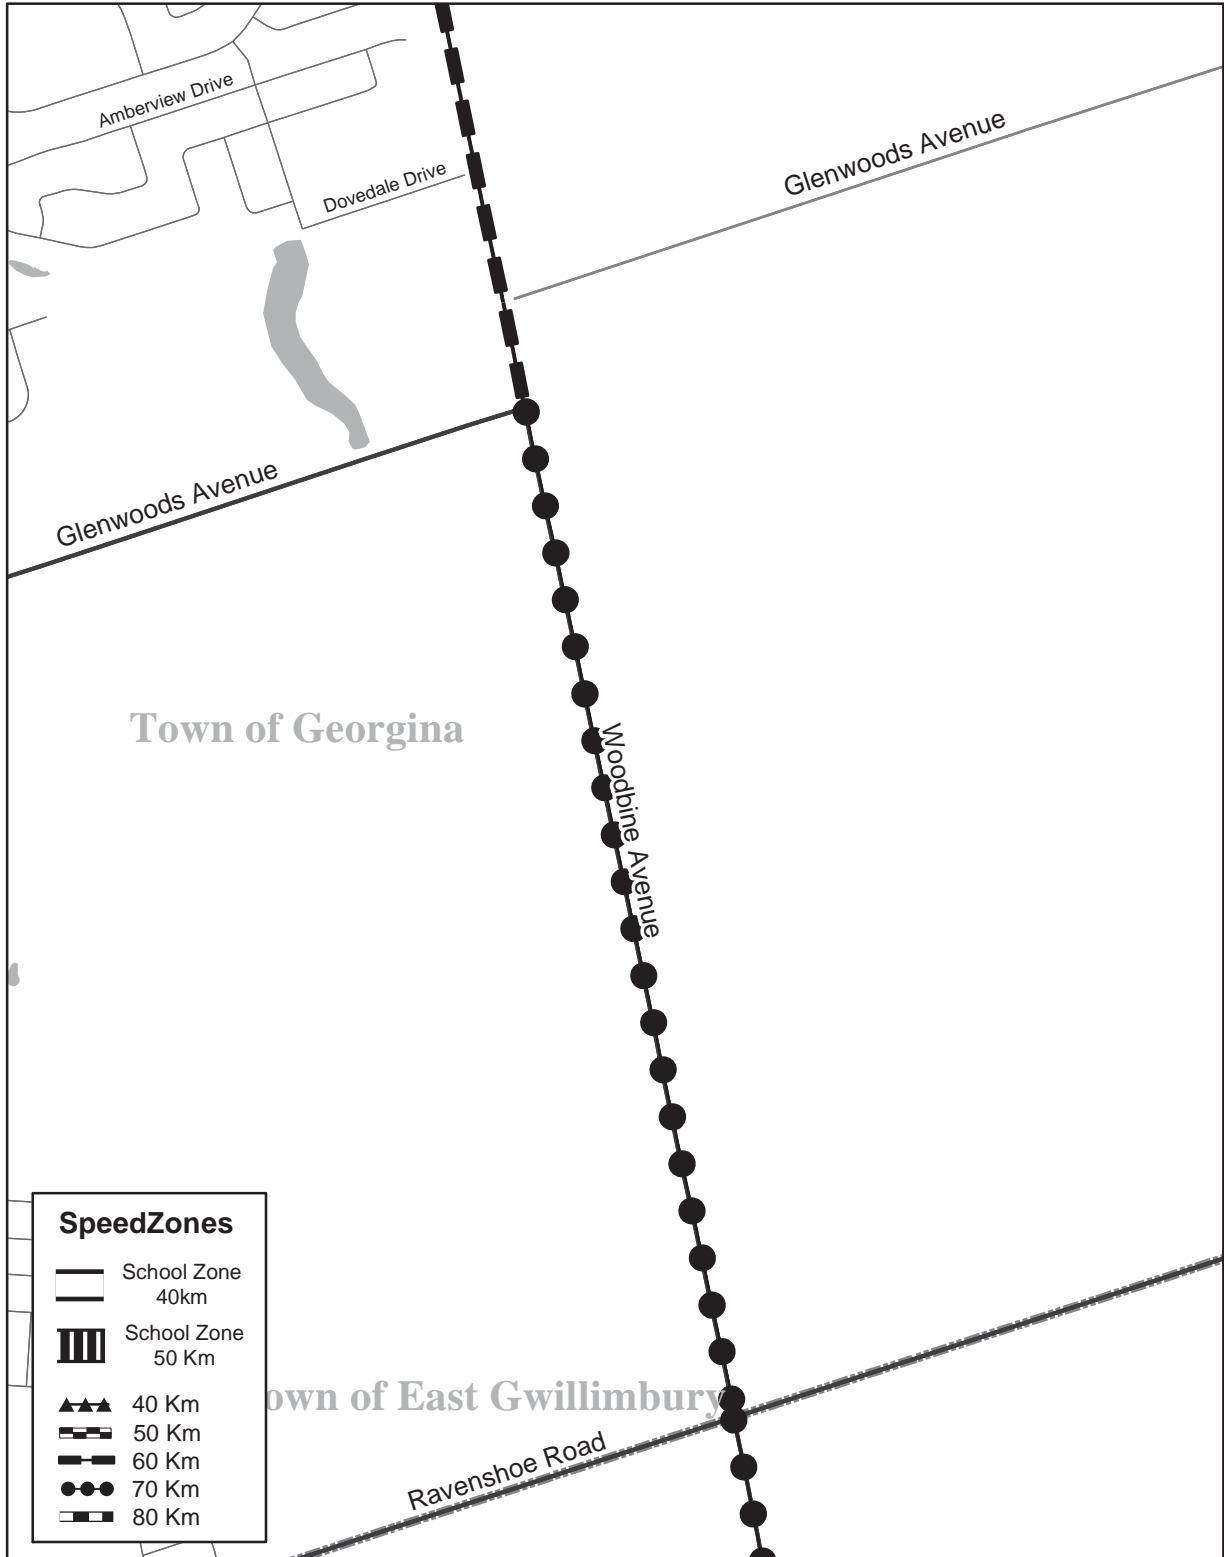 Amberview Drive
Dovedale Drive
Glenwoods Avenue
Glenwoods Avenue
Town of Georgina
Woodbine Avenue
SpeedZones
School Zone
40km
School Zone
50 Km
40 Km
50 Km
60 Km
70 Km
80 Km
own of East Gwillimbury
Ravenshoe Road